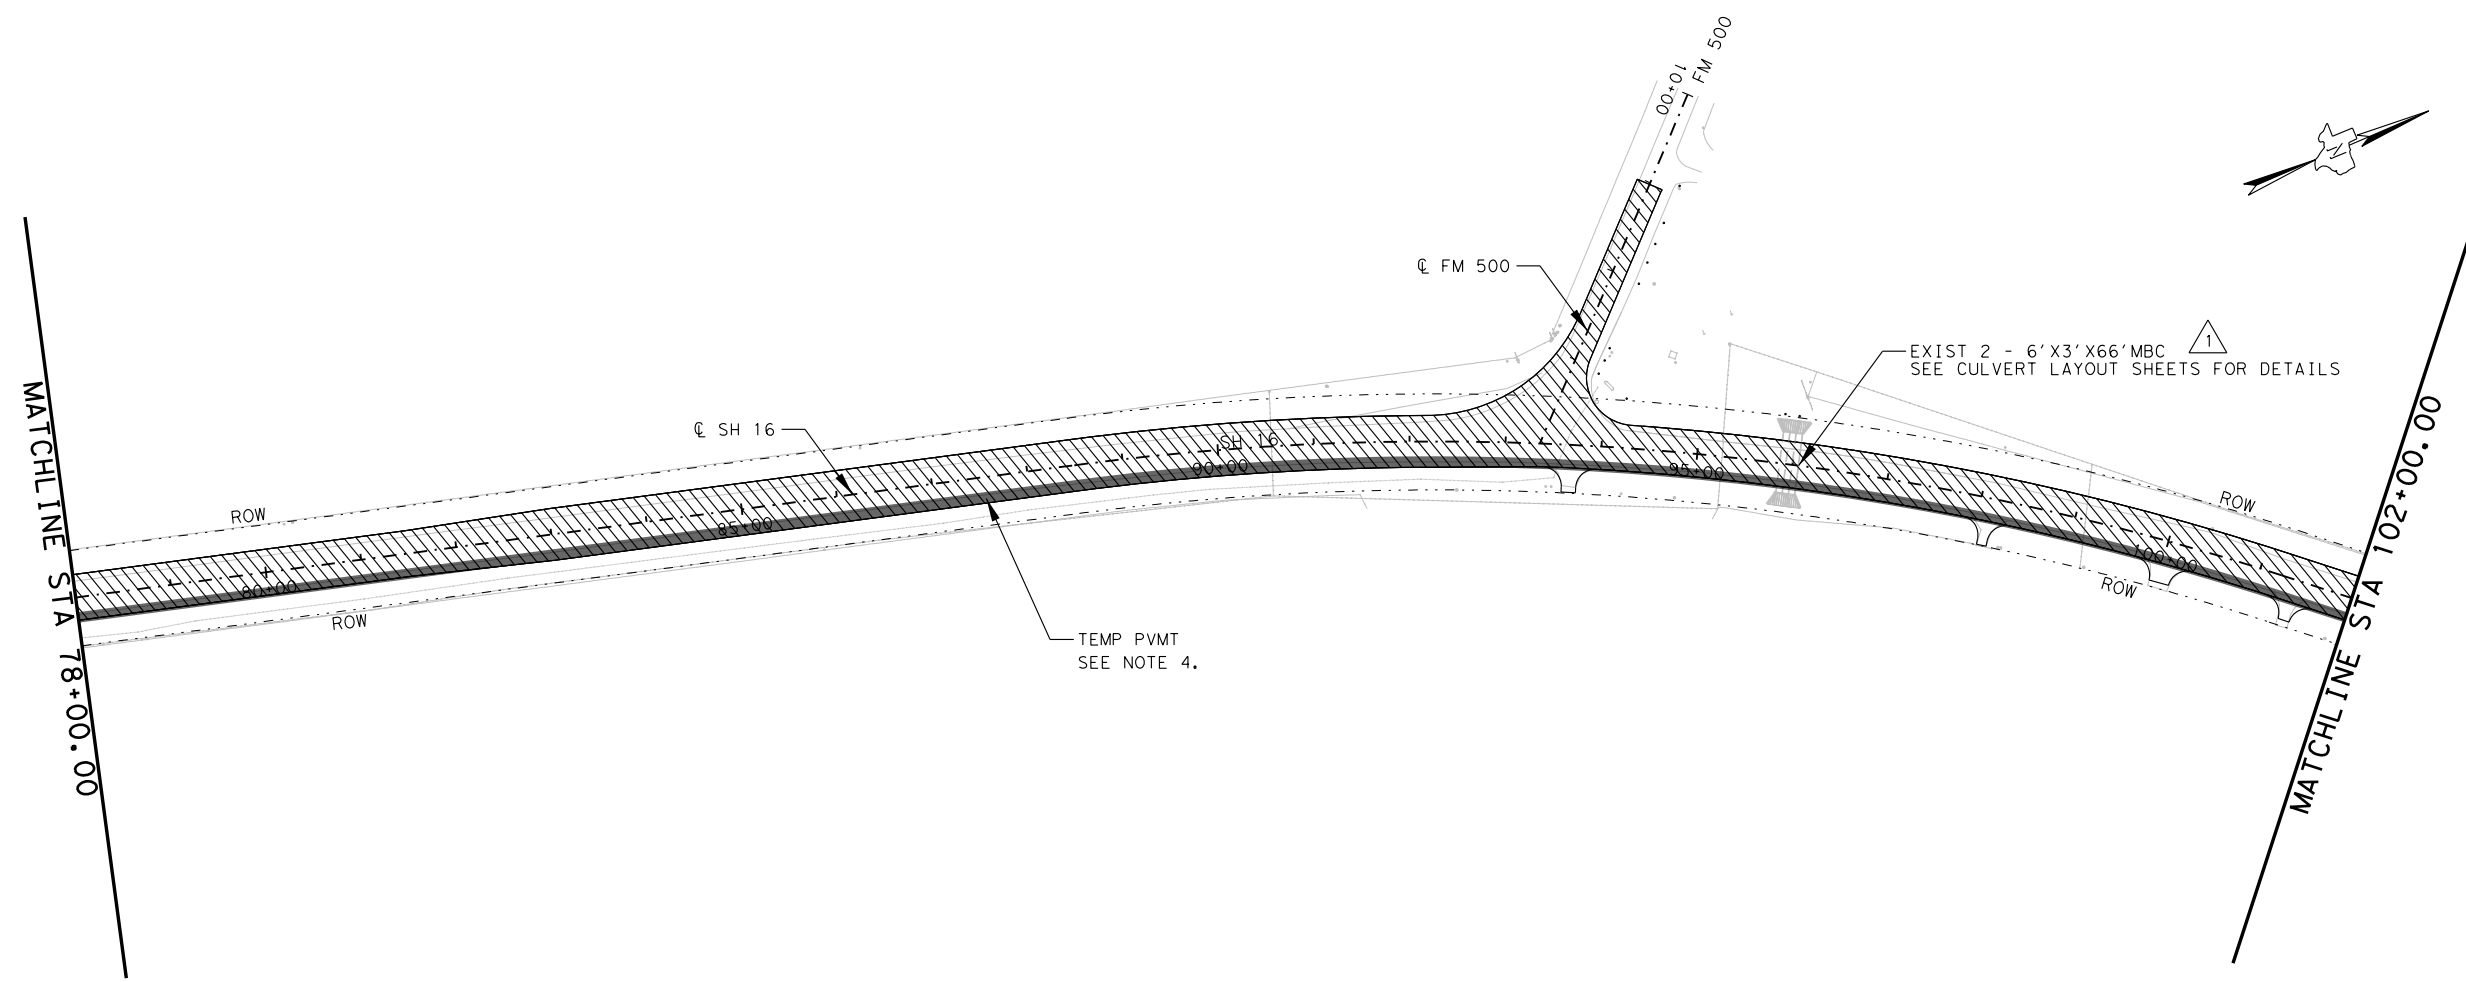 FM 500
10+00
℄ FM 500
EXIST 2 - 6'X3'X66'MBC
1
SEE CULVERT LAYOUT SHEETS FOR DETAILS
℄ SH 16
SH 16
90+00
95+00
85+00
80+00
100+00
ROW
ROW
ROW
ROW
TEMP PVMT
SEE NOTE 4.
MATCHLINE STA 78+00.00
MATCHLINE STA 102+00.00
N